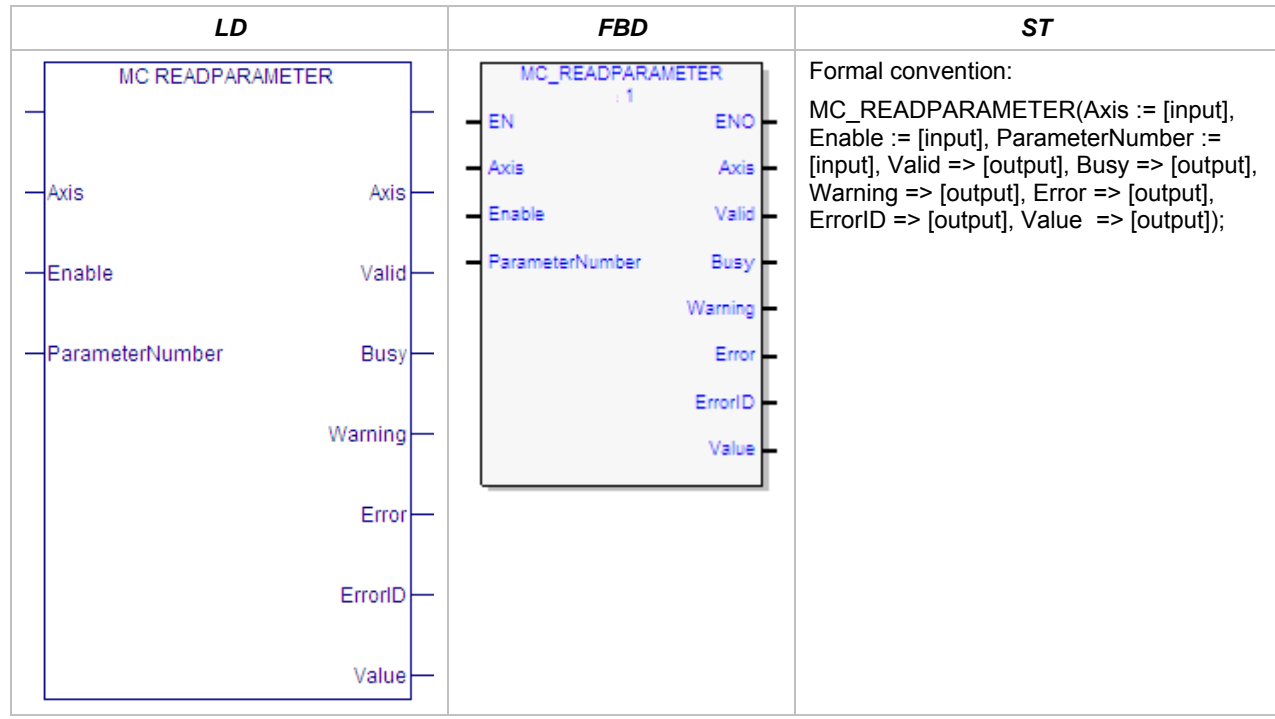 LD
FBD
ST
MC READPARAMETER
Axis Axis
Enable Valid
ParameterNumber Busy
Warning
Error
ErrorID
Value
MC_READPARAMETER
: 1
EN ENO
Axis Axis
Enable Valid
ParameterNumber Busy
Warning
Error
ErrorID
Value
Formal convention:
MC_READPARAMETER(Axis := [input],
Enable := [input], ParameterNumber :=
[input], Valid => [output], Busy => [output],
Warning => [output], Error => [output],
ErrorID => [output], Value => [output]);